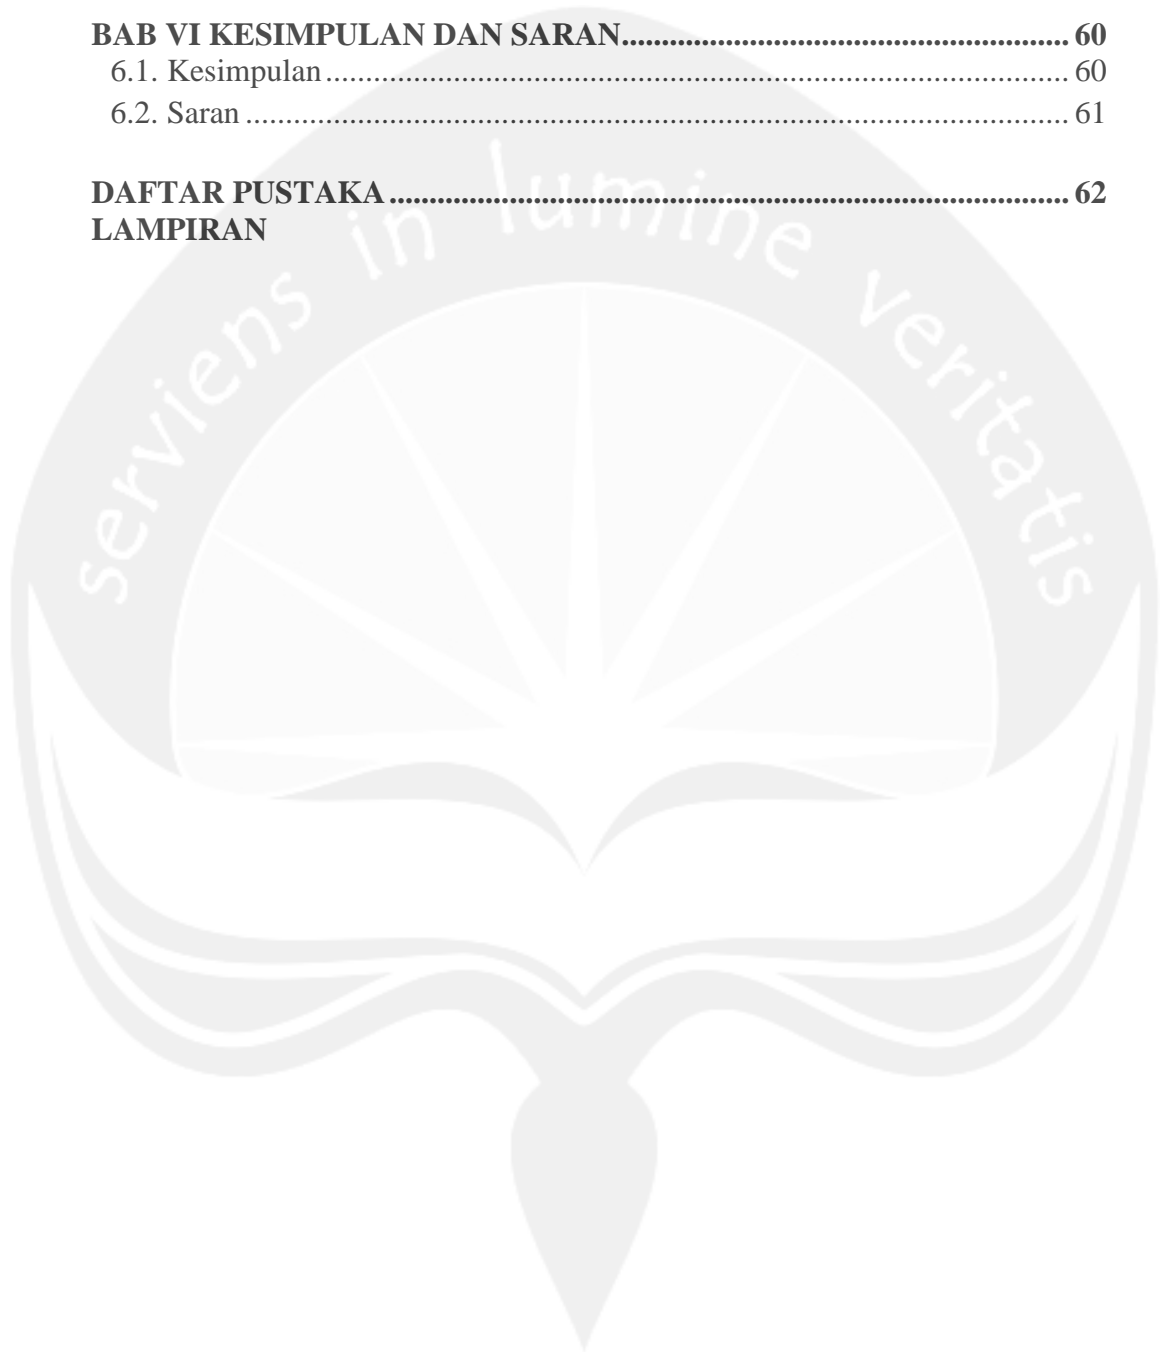 BAB VI KESIMPULAN DAN SARAN........................................................ 60
6.1. Kesimpulan.............................................................................................. 60
6.2. Saran........................................................................................................ 61
DAFTAR PUSTAKA..................................................................................... 62
LAMPIRAN
serviens in lumine veritatis